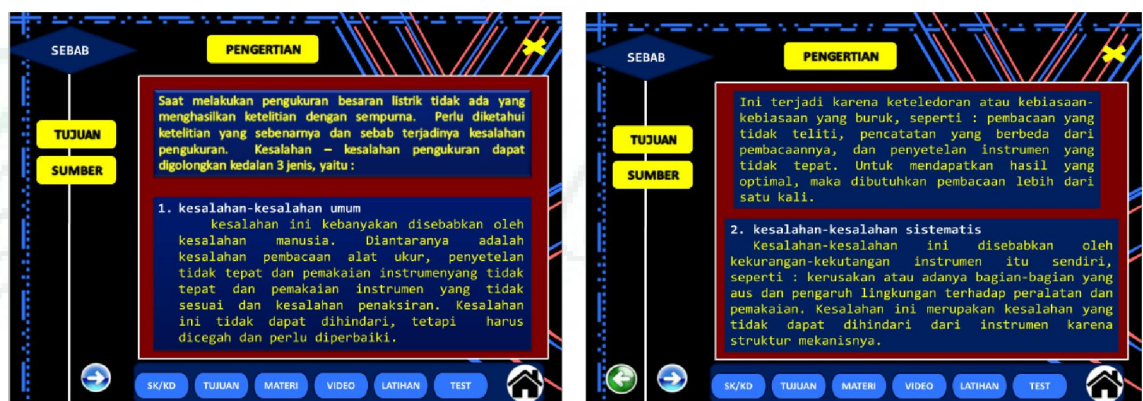 SEBAB
PENGERTIAN
TUJUAN
SUMBER
Saat melakukan pengukuran besaran listrik tidak ada yang
menghasilkan ketelitian dengan sempurna. Perlu diketahui
ketelitian yang sebenarnya dan sebab terjadinya kesalahan
pengukuran. Kesalahan – kesalahan pengukuran dapat
digolongkan kedalan 3 jenis, yaitu :
1. kesalahan-kesalahan umum
kesalahan ini kebanyakan disebabkan oleh
kesalahan manusia. Diantaranya adalah
kesalahan pembacaan alat ukur, penyetelan
tidak tepat dan pemakaian instrumenyang tidak
tepat dan pemakaian instrumen yang tidak
sesuai dan kesalahan penaksiran. Kesalahan
ini tidak dapat dihindari, tetapi harus
dicegah dan perlu diperbaiki.
SK/KD TUJUAN MATERI VIDEO LATIHAN TEST
SEBAB
PENGERTIAN
TUJUAN
SUMBER
Ini terjadi karena keteledoran atau kebiasaan-
kebiasaan yang buruk, seperti : pembacaan yang
tidak teliti, pencatatan yang berbeda dari
pembacaannya, dan penyetelan instrumen yang
tidak tepat. Untuk mendapatkan hasil yang
optimal, maka dibutuhkan pembacaan lebih dari
satu kali.
2. kesalahan-kesalahan sistematis
Kesalahan-kesalahan ini disebabkan oleh
kekurangan-kekutangan instrumen itu sendiri,
seperti : kerusakan atau adanya bagian-bagian yang
aus dan pengaruh lingkungan terhadap peralatan dan
pemakaian. Kesalahan ini merupakan kesalahan yang
tidak dapat dihindari dari instrumen karena
struktur mekanisnya.
SK/KD TUJUAN MATERI VIDEO LATIHAN TEST